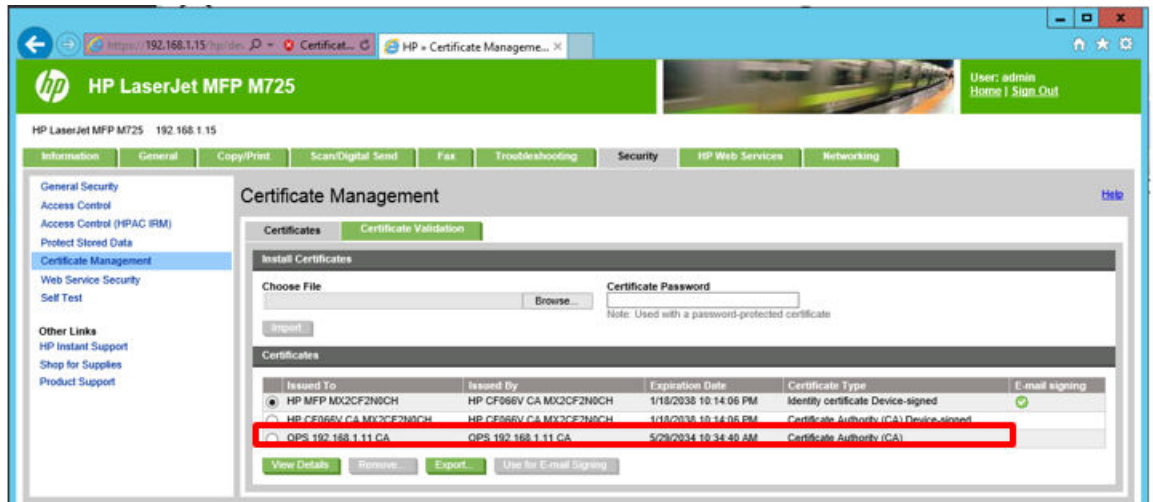 https://192.168.1.15/hp/dev Certificat... HP » Certificate Manageme...
hp HP LaserJet MFP M725 User: admin
Home | Sign Out
HP LaserJet MFP M725 192.168.1.15
Information General Copy/Print Scan/Digital Send Fax Troubleshooting Security HP Web Services Networking
General Security
Access Control
Access Control (HPAC IRM)
Protect Stored Data
Certificate Management
Web Service Security
Self Test
Other Links
HP Instant Support
Shop for Supplies
Product Support
Certificate Management Help
Certificates Certificate Validation
Install Certificates
Choose File Certificate Password
Browse...
Note: Used with a password-protected certificate
Import
Certificates
Issued To Issued By Expiration Date Certificate Type E-mail signing
HP MFP MX2CF2N0CH HP CF066V CA MX2CF2N0CH 1/18/2038 10:14:06 PM Identity certificate Device-signed
HP CF066V CA MX2CF2N0CH HP CF066V CA MX2CF2N0CH 1/18/2038 10:14:06 PM Certificate Authority (CA) Device-signed
OPS 192.168.1.11 CA OPS 192.168.1.11 CA 5/29/2034 10:34:40 AM Certificate Authority (CA)
View Details Remove... Export... Use for E-mail Signing